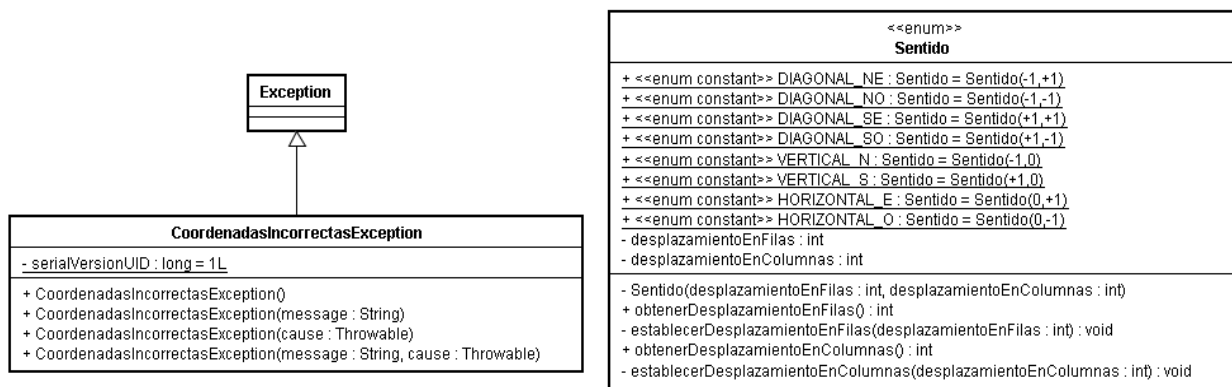 Exception
CoordenadasIncorrectasException
- serialVersionUID : long = 1L
+ CoordenadasIncorrectasException()
+ CoordenadasIncorrectasException(message : String)
+ CoordenadasIncorrectasException(cause : Throwable)
+ CoordenadasIncorrectasException(message : String, cause : Throwable)
<<enum>>
Sentido
+ <<enum constant>> DIAGONAL_NE : Sentido = Sentido(-1,+1)
+ <<enum constant>> DIAGONAL_NO : Sentido = Sentido(-1,-1)
+ <<enum constant>> DIAGONAL_SE : Sentido = Sentido(+1,+1)
+ <<enum constant>> DIAGONAL_SO : Sentido = Sentido(+1,-1)
+ <<enum constant>> VERTICAL_N : Sentido = Sentido(-1,0)
+ <<enum constant>> VERTICAL_S : Sentido = Sentido(+1,0)
+ <<enum constant>> HORIZONTAL_E : Sentido = Sentido(0,+1)
+ <<enum constant>> HORIZONTAL_O : Sentido = Sentido(0,-1)
- desplazamientoEnFilas : int
- desplazamientoEnColumnas : int
- Sentido(desplazamientoEnFilas : int, desplazamientoEnColumnas : int)
+ obtenerDesplazamientoEnFilas() : int
- establecerDesplazamientoEnFilas(desplazamientoEnFilas : int) : void
+ obtenerDesplazamientoEnColumnas() : int
- establecerDesplazamientoEnColumnas(desplazamientoEnColumnas : int) : void